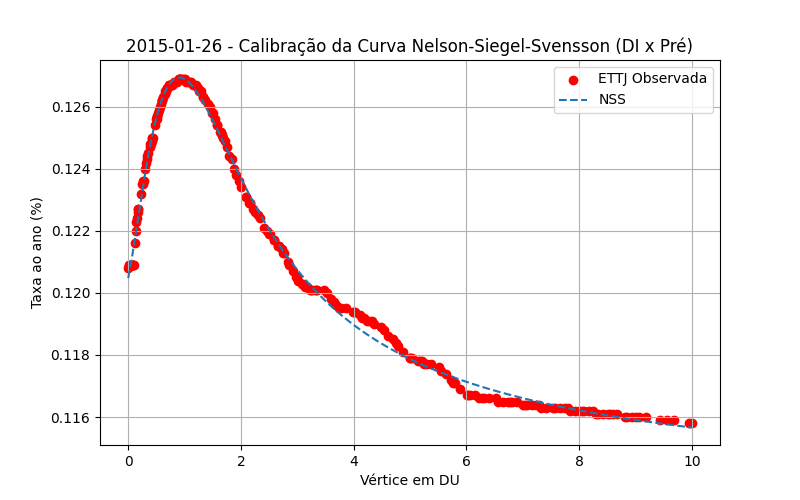 2015-01-26 - Calibração da Curva Nelson-Siegel-Svensson (DI x Pré)
ETTJ Observada
NSS
Taxa ao ano (%)
0.126
0.124
0.122
0.120
0.118
0.116
0 2 4 6 8 10
Vértice em DU